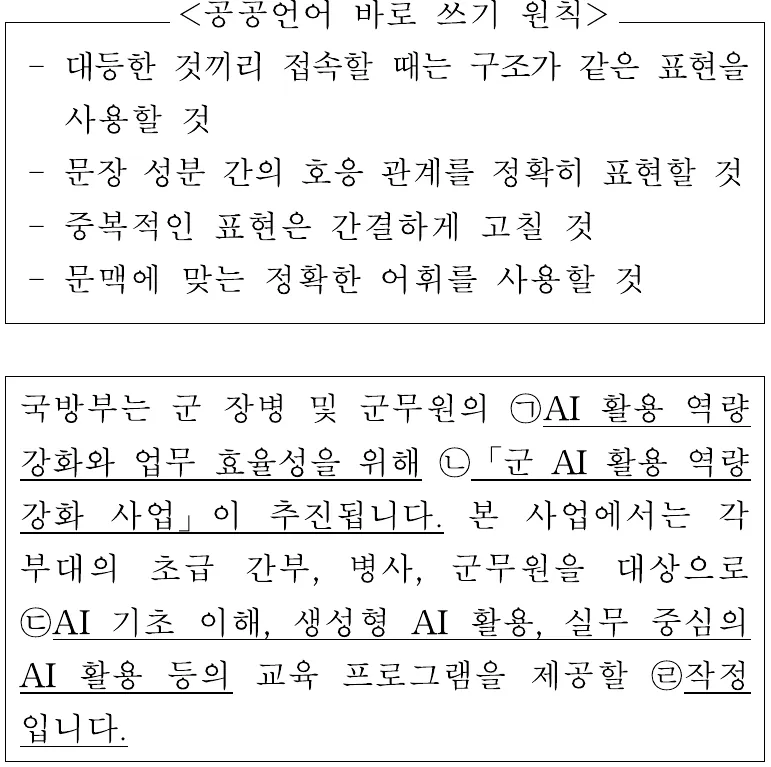 <공공언어 바로 쓰기 원칙>
- 대등한 것끼리 접속할 때는 구조가 같은 표현을
사용할 것
- 문장 성분 간의 호응 관계를 정확히 표현할 것
- 중복적인 표현은 간결하게 고칠 것
- 문맥에 맞는 정확한 어휘를 사용할 것
국방부는 군 장병 및 군무원의 ㉠AI 활용 역량
강화와 업무 효율성을 위해 ㉡「군 AI 활용 역량
강화 사업」이 추진됩니다. 본 사업에서는 각
부대의 초급 간부, 병사, 군무원을 대상으로
㉢AI 기초 이해, 생성형 AI 활용, 실무 중심의
AI 활용 등의 교육 프로그램을 제공할 ㉣작정
입니다.